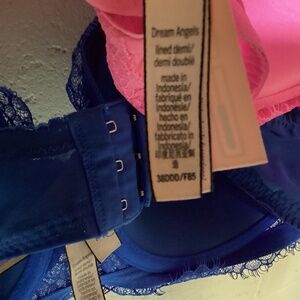 Dream Angels
lined demi/
demi doublé
made in
Indonesia/
fabriqué en
Indonésie/
hecho en
Indonesia/
fabbricato in
Indonesia/
38DDD/F85